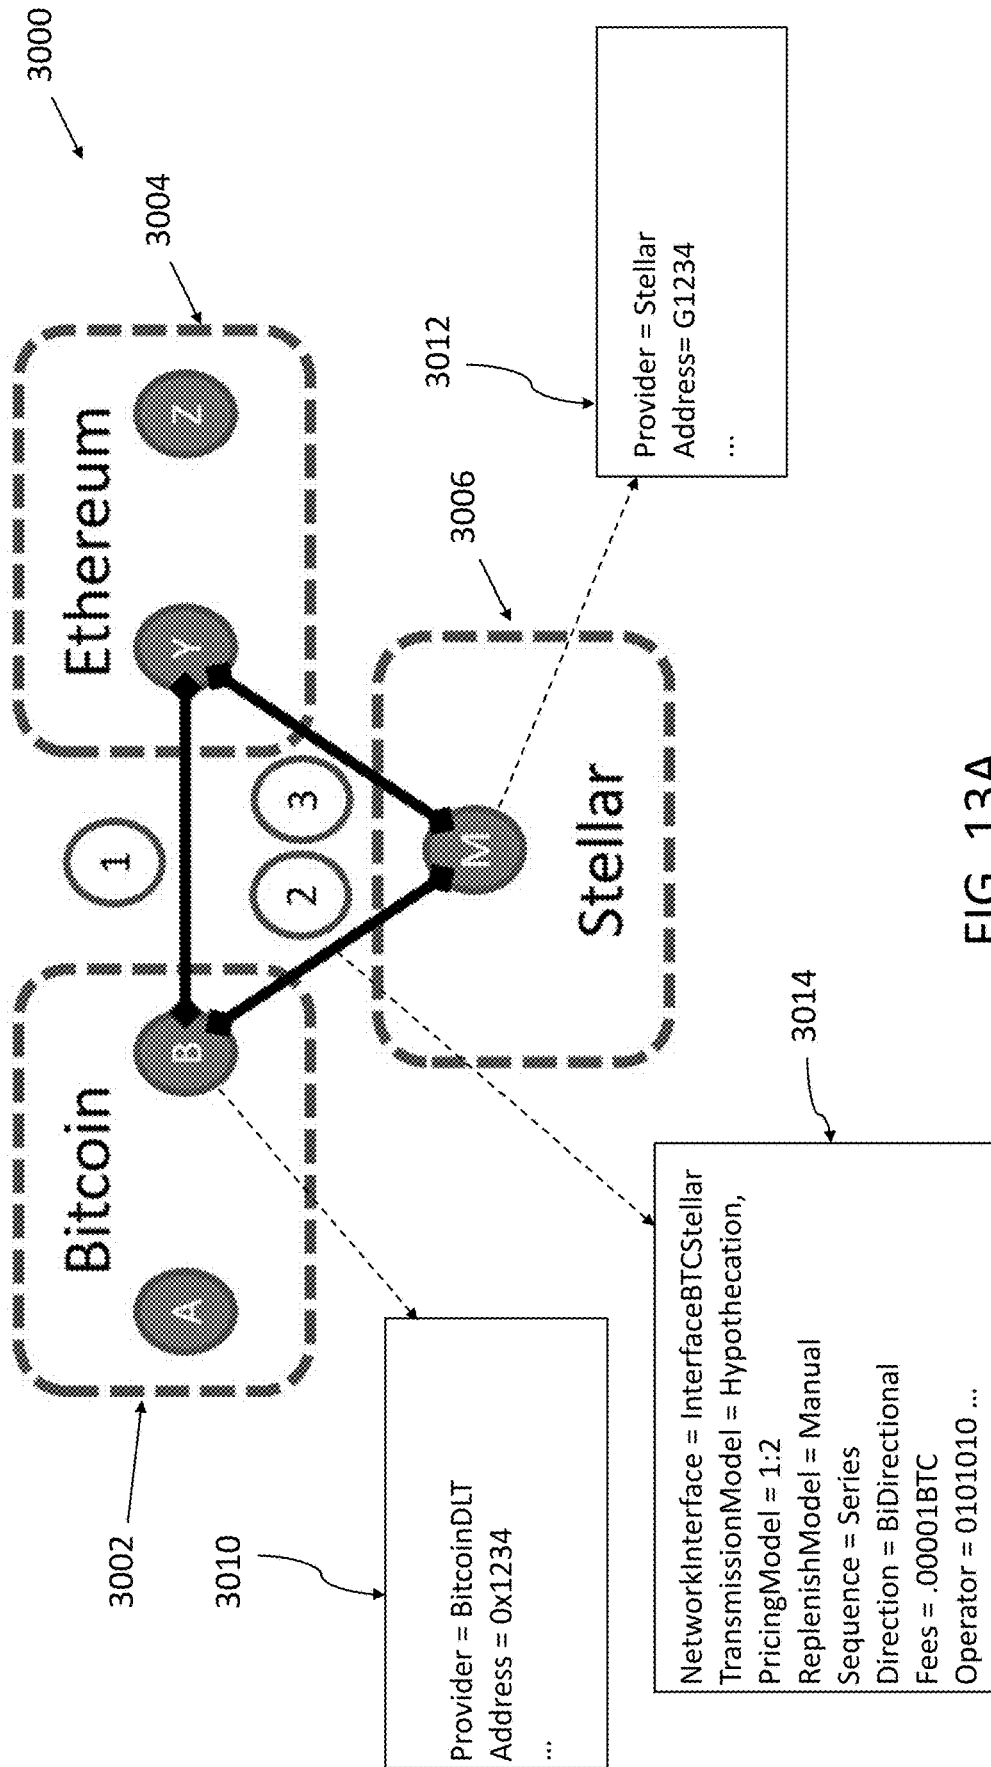 3000
Bitcoin
Ethereum
3002
3004
A
B
1
Y
Z
2
3
M
Stellar
3006
3010
Provider = BitcoinDLT
Address = 0x1234
...
3012
Provider = Stellar
Address= G1234
...
3014
NetworkInterface = InterfaceBTCStellar
TransmissionModel = Hypothecation,
PricingModel = 1:2
ReplenishModel = Manual
Sequence = Series
Direction = BiDirectional
Fees = .00001BTC
Operator = 0101010 ...
FIG. 13A